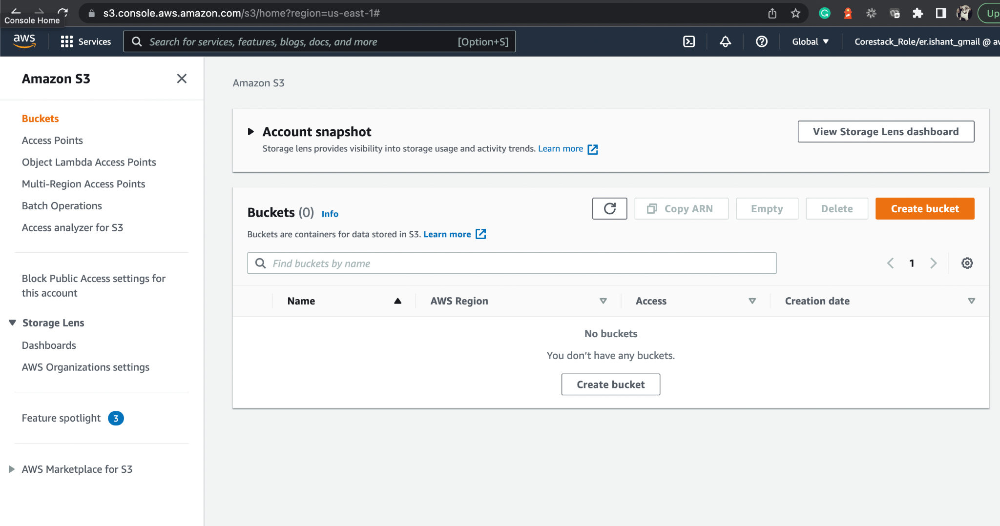 s3.console.aws.amazon.com/s3/home?region=us-east-1#
Console Home
aws
Services
Search for services, features, blogs, docs, and more
[Option+S]
Global
Corestack_Role/er.ishant_gmail @ aw
Up
Amazon S3
Buckets
Access Points
Object Lambda Access Points
Multi-Region Access Points
Batch Operations
Access analyzer for S3
Block Public Access settings for
this account
Storage Lens
Dashboards
AWS Organizations settings
Feature spotlight 3
AWS Marketplace for S3
Amazon S3
Account snapshot
Storage lens provides visibility into storage usage and activity trends. Learn more
View Storage Lens dashboard
Buckets (0) Info
Copy ARN
Empty
Delete
Create bucket
Buckets are containers for data stored in S3. Learn more
Find buckets by name
1
Name
AWS Region
Access
Creation date
No buckets
You don't have any buckets.
Create bucket